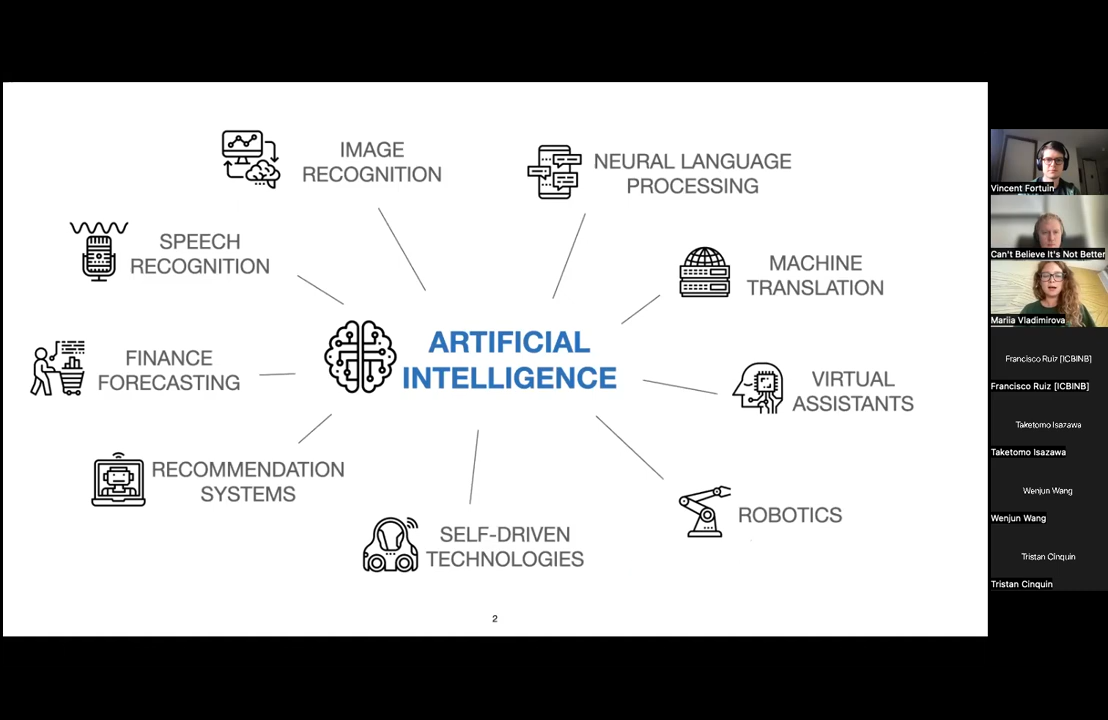 IMAGE
RECOGNITION
NEURAL LANGUAGE
PROCESSING
SPEECH
RECOGNITION
MACHINE
TRANSLATION
ARTIFICIAL
INTELLIGENCE
FINANCE
FORECASTING
VIRTUAL
ASSISTANTS
RECOMMENDATION
SYSTEMS
SELF-DRIVEN
TECHNOLOGIES
ROBOTICS
2
Vincent Fortuin
Can't Believe It's Not Better
Mariia Vladimirova
Francisco Ruiz [ICBINB]
Francisco Ruiz [ICBINB]
Taketomo Isazawa
Taketomo Isazawa
Wenjun Wang
Wenjun Wang
Tristan Cinquin
Tristan Cinquin